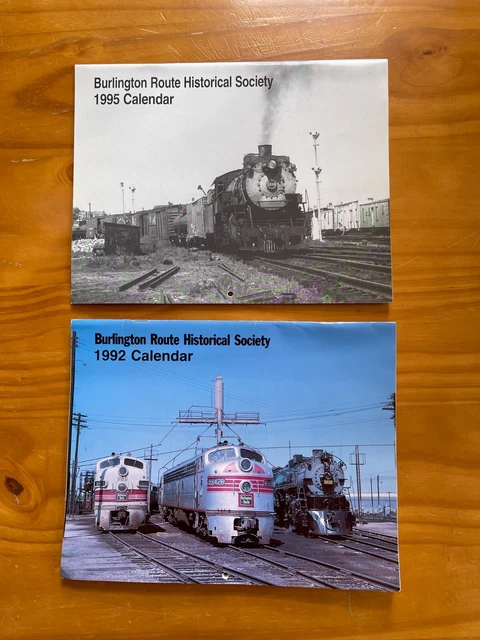 Burlington Route Historical Society
1995 Calendar
Burlington Route Historical Society
1992 Calendar